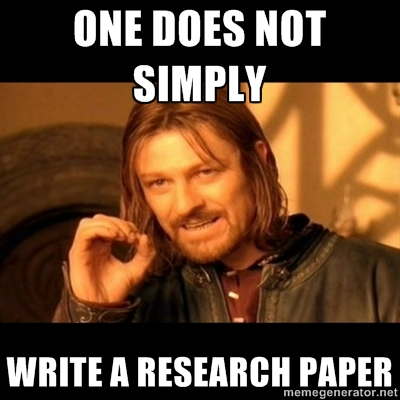 ONE DOES NOT
SIMPLY
WRITE A RESEARCH PAPER
memegenerator.net